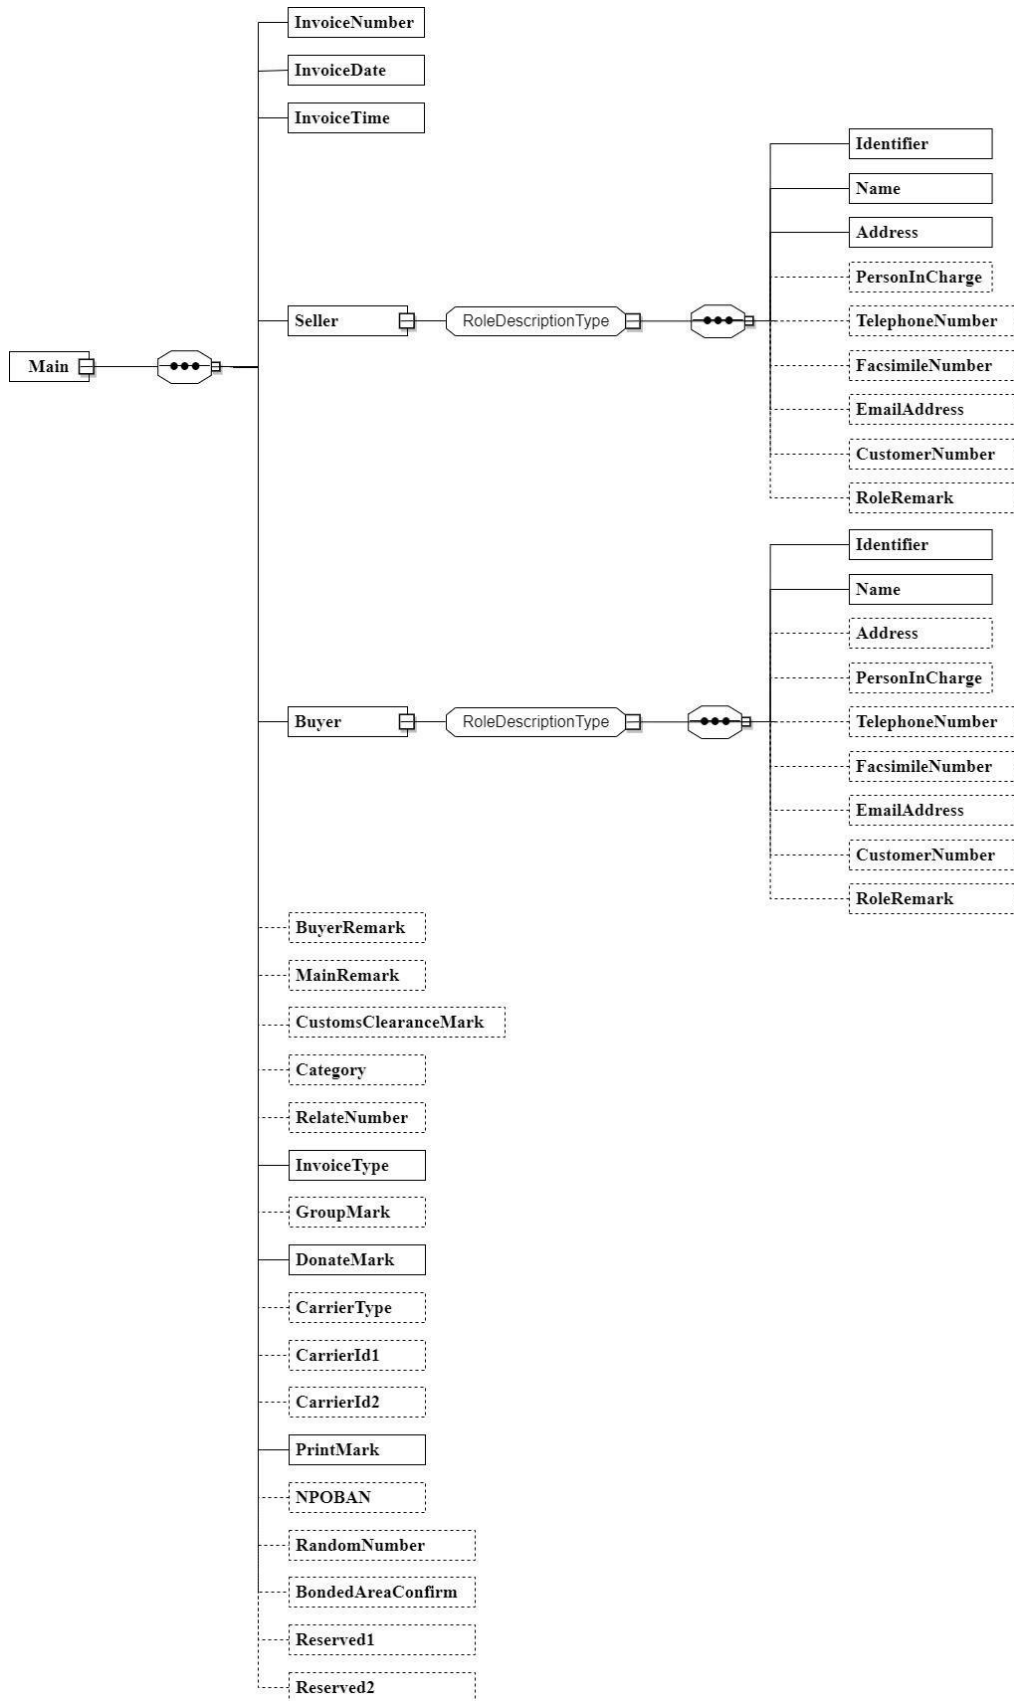 InvoiceNumber
InvoiceDate
InvoiceTime
Identifier
Name
Address
PersonInCharge
Seller
RoleDescriptionType
TelephoneNumber
Main
FacsimileNumber
EmailAddress
CustomerNumber
RoleRemark
Identifier
Name
Address
PersonInCharge
Buyer
RoleDescriptionType
TelephoneNumber
FacsimileNumber
EmailAddress
CustomerNumber
RoleRemark
BuyerRemark
MainRemark
CustomsClearanceMark
Category
RelateNumber
InvoiceType
GroupMark
DonateMark
CarrierType
CarrierId1
CarrierId2
PrintMark
NPOBAN
RandomNumber
BondedAreaConfirm
Reserved1
Reserved2